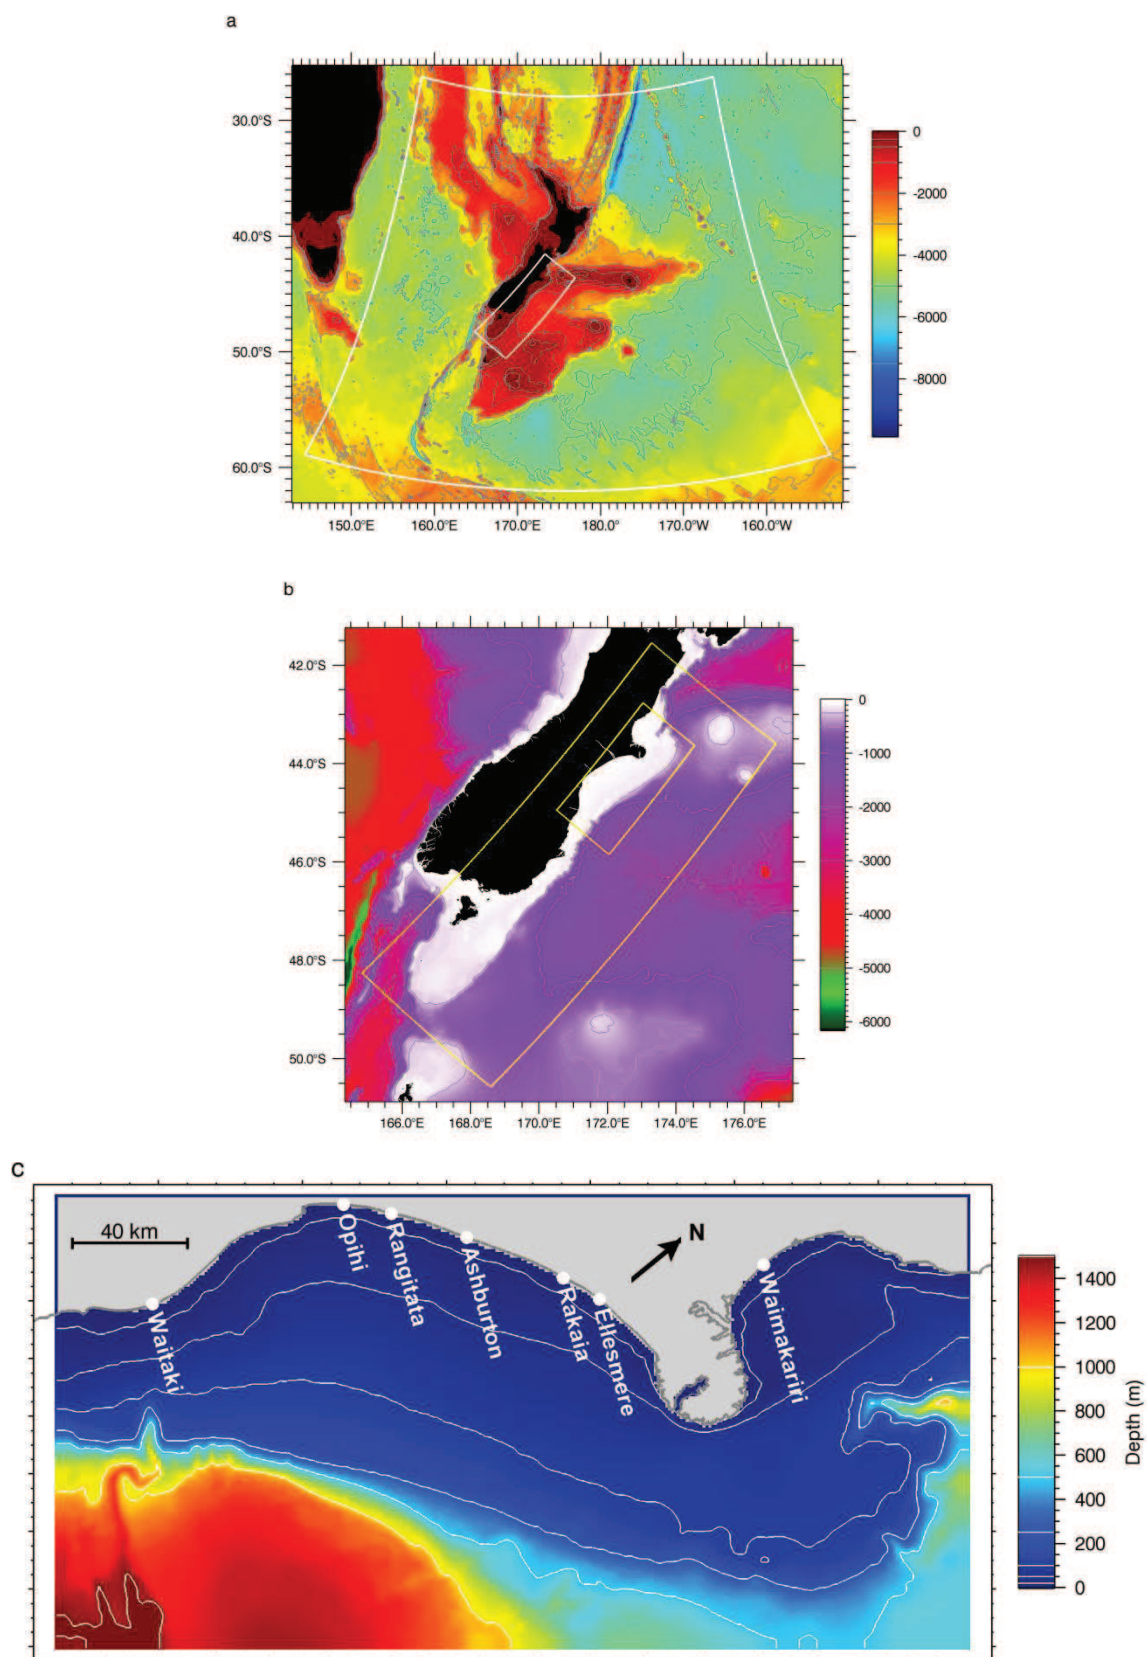 a
30.0°S
40.0°S
50.0°S
60.0°S
150.0°E
160.0°E
170.0°E
180.0°
170.0°W
160.0°W
0
-2000
-4000
-6000
-8000
b
42.0°S
44.0°S
46.0°S
48.0°S
50.0°S
166.0°E
168.0°E
170.0°E
172.0°E
174.0°E
176.0°E
0
-1000
-2000
-3000
-4000
-5000
-6000
C
40 km
N
Waitaki
Opihi
Rangitata
Ashburton
Rakaia
Ellesmere
Waimakariri
1400
1200
1000
800
600
400
200
0
Depth (m)